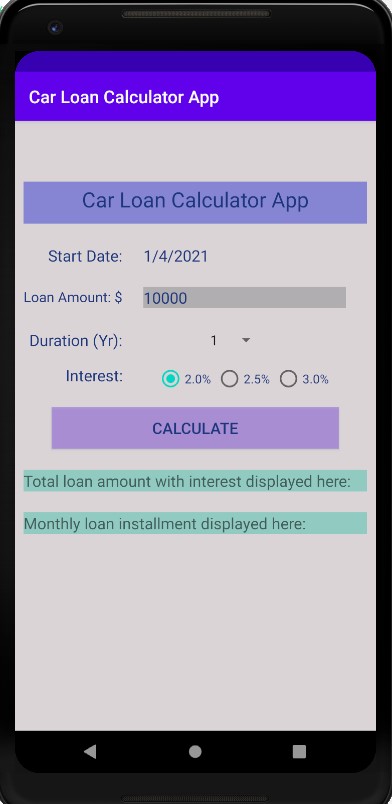 Car Loan Calculator App
Car Loan Calculator App
Start Date: 1/4/2021
Loan Amount: $ 10000
Duration (Yr): 1
Interest: 2.0% 2.5% 3.0%
CALCULATE
Total loan amount with interest displayed here:
Monthly loan installment displayed here: